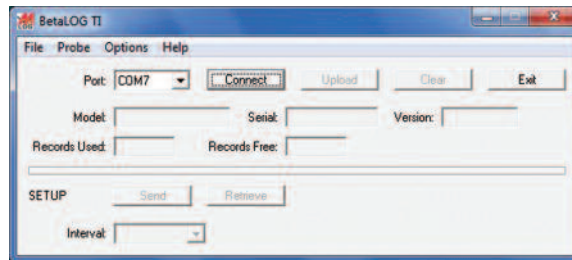 BetaLOG TI
File Probe Options Help
Port: COM7 Connect Upload Clear Exit
Model: Serial: Version:
Records Used: Records Free:
SETUP Send Retrieve
Interval: